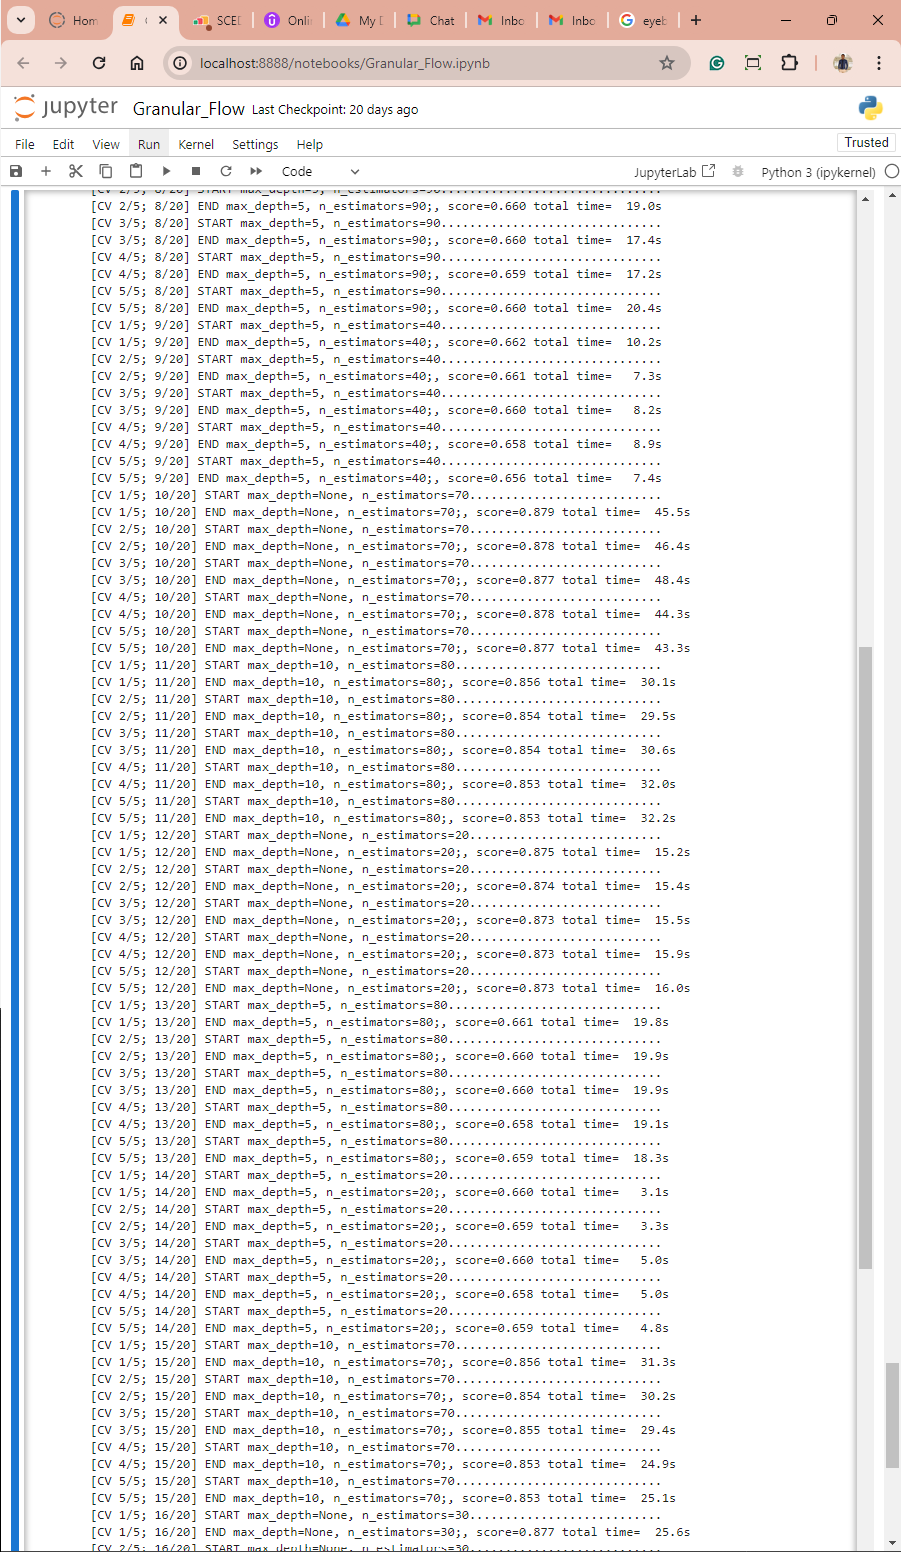 Hom
SCED
Onli
My D
Chat
Inbo
Inbo
eyeb
localhost:8888/notebooks/Granular_Flow.ipynb
jupyter Granular_Flow Last Checkpoint: 20 days ago
File Edit View Run Kernel Settings Help Trusted
Code JupyterLab Python 3 (ipykernel)
[CV 2/5; 8/20] START max_depth=5, n_estimators=90..............................
[CV 2/5; 8/20] END max_depth=5, n_estimators=90;, score=0.660 total time=  19.0s
[CV 3/5; 8/20] START max_depth=5, n_estimators=90...............................
[CV 3/5; 8/20] END max_depth=5, n_estimators=90;, score=0.660 total time=  17.4s
[CV 4/5; 8/20] START max_depth=5, n_estimators=90...............................
[CV 4/5; 8/20] END max_depth=5, n_estimators=90;, score=0.659 total time=  17.2s
[CV 5/5; 8/20] START max_depth=5, n_estimators=90...............................
[CV 5/5; 8/20] END max_depth=5, n_estimators=90;, score=0.660 total time=  20.4s
[CV 1/5; 9/20] START max_depth=5, n_estimators=40...............................
[CV 1/5; 9/20] END max_depth=5, n_estimators=40;, score=0.662 total time=  10.2s
[CV 2/5; 9/20] START max_depth=5, n_estimators=40...............................
[CV 2/5; 9/20] END max_depth=5, n_estimators=40;, score=0.661 total time=   7.3s
[CV 3/5; 9/20] START max_depth=5, n_estimators=40...............................
[CV 3/5; 9/20] END max_depth=5, n_estimators=40;, score=0.660 total time=   8.2s
[CV 4/5; 9/20] START max_depth=5, n_estimators=40...............................
[CV 4/5; 9/20] END max_depth=5, n_estimators=40;, score=0.658 total time=   8.9s
[CV 5/5; 9/20] START max_depth=5, n_estimators=40...............................
[CV 5/5; 9/20] END max_depth=5, n_estimators=40;, score=0.656 total time=   7.4s
[CV 1/5; 10/20] START max_depth=None, n_estimators=70...........................
[CV 1/5; 10/20] END max_depth=None, n_estimators=70;, score=0.879 total time=  45.5s
[CV 2/5; 10/20] START max_depth=None, n_estimators=70...........................
[CV 2/5; 10/20] END max_depth=None, n_estimators=70;, score=0.878 total time=  46.4s
[CV 3/5; 10/20] START max_depth=None, n_estimators=70...........................
[CV 3/5; 10/20] END max_depth=None, n_estimators=70;, score=0.877 total time=  48.4s
[CV 4/5; 10/20] START max_depth=None, n_estimators=70...........................
[CV 4/5; 10/20] END max_depth=None, n_estimators=70;, score=0.878 total time=  44.3s
[CV 5/5; 10/20] START max_depth=None, n_estimators=70...........................
[CV 5/5; 10/20] END max_depth=None, n_estimators=70;, score=0.877 total time=  43.3s
[CV 1/5; 11/20] START max_depth=10, n_estimators=80.............................
[CV 1/5; 11/20] END max_depth=10, n_estimators=80;, score=0.856 total time=  30.1s
[CV 2/5; 11/20] START max_depth=10, n_estimators=80.............................
[CV 2/5; 11/20] END max_depth=10, n_estimators=80;, score=0.854 total time=  29.5s
[CV 3/5; 11/20] START max_depth=10, n_estimators=80.............................
[CV 3/5; 11/20] END max_depth=10, n_estimators=80;, score=0.854 total time=  30.6s
[CV 4/5; 11/20] START max_depth=10, n_estimators=80.............................
[CV 4/5; 11/20] END max_depth=10, n_estimators=80;, score=0.853 total time=  32.0s
[CV 5/5; 11/20] START max_depth=10, n_estimators=80.............................
[CV 5/5; 11/20] END max_depth=10, n_estimators=80;, score=0.853 total time=  32.2s
[CV 1/5; 12/20] START max_depth=None, n_estimators=20...........................
[CV 1/5; 12/20] END max_depth=None, n_estimators=20;, score=0.875 total time=  15.2s
[CV 2/5; 12/20] START max_depth=None, n_estimators=20...........................
[CV 2/5; 12/20] END max_depth=None, n_estimators=20;, score=0.874 total time=  15.4s
[CV 3/5; 12/20] START max_depth=None, n_estimators=20...........................
[CV 3/5; 12/20] END max_depth=None, n_estimators=20;, score=0.873 total time=  15.5s
[CV 4/5; 12/20] START max_depth=None, n_estimators=20...........................
[CV 4/5; 12/20] END max_depth=None, n_estimators=20;, score=0.873 total time=  15.9s
[CV 5/5; 12/20] START max_depth=None, n_estimators=20...........................
[CV 5/5; 12/20] END max_depth=None, n_estimators=20;, score=0.873 total time=  16.0s
[CV 1/5; 13/20] START max_depth=5, n_estimators=80..............................
[CV 1/5; 13/20] END max_depth=5, n_estimators=80;, score=0.661 total time=  19.8s
[CV 2/5; 13/20] START max_depth=5, n_estimators=80..............................
[CV 2/5; 13/20] END max_depth=5, n_estimators=80;, score=0.660 total time=  19.9s
[CV 3/5; 13/20] START max_depth=5, n_estimators=80..............................
[CV 3/5; 13/20] END max_depth=5, n_estimators=80;, score=0.660 total time=  19.9s
[CV 4/5; 13/20] START max_depth=5, n_estimators=80..............................
[CV 4/5; 13/20] END max_depth=5, n_estimators=80;, score=0.658 total time=  19.1s
[CV 5/5; 13/20] START max_depth=5, n_estimators=80..............................
[CV 5/5; 13/20] END max_depth=5, n_estimators=80;, score=0.659 total time=  18.3s
[CV 1/5; 14/20] START max_depth=5, n_estimators=20..............................
[CV 1/5; 14/20] END max_depth=5, n_estimators=20;, score=0.660 total time=   3.1s
[CV 2/5; 14/20] START max_depth=5, n_estimators=20..............................
[CV 2/5; 14/20] END max_depth=5, n_estimators=20;, score=0.659 total time=   3.3s
[CV 3/5; 14/20] START max_depth=5, n_estimators=20..............................
[CV 3/5; 14/20] END max_depth=5, n_estimators=20;, score=0.660 total time=   5.0s
[CV 4/5; 14/20] START max_depth=5, n_estimators=20..............................
[CV 4/5; 14/20] END max_depth=5, n_estimators=20;, score=0.658 total time=   5.0s
[CV 5/5; 14/20] START max_depth=5, n_estimators=20..............................
[CV 5/5; 14/20] END max_depth=5, n_estimators=20;, score=0.659 total time=   4.8s
[CV 1/5; 15/20] START max_depth=10, n_estimators=70.............................
[CV 1/5; 15/20] END max_depth=10, n_estimators=70;, score=0.856 total time=  31.3s
[CV 2/5; 15/20] START max_depth=10, n_estimators=70.............................
[CV 2/5; 15/20] END max_depth=10, n_estimators=70;, score=0.854 total time=  30.2s
[CV 3/5; 15/20] START max_depth=10, n_estimators=70.............................
[CV 3/5; 15/20] END max_depth=10, n_estimators=70;, score=0.855 total time=  29.4s
[CV 4/5; 15/20] START max_depth=10, n_estimators=70.............................
[CV 4/5; 15/20] END max_depth=10, n_estimators=70;, score=0.853 total time=  24.9s
[CV 5/5; 15/20] START max_depth=10, n_estimators=70.............................
[CV 5/5; 15/20] END max_depth=10, n_estimators=70;, score=0.853 total time=  25.1s
[CV 1/5; 16/20] START max_depth=None, n_estimators=30...........................
[CV 1/5; 16/20] END max_depth=None, n_estimators=30;, score=0.877 total time=  25.6s
[CV 2/5; 16/20] START max_depth=None, n_estimators=30...........................